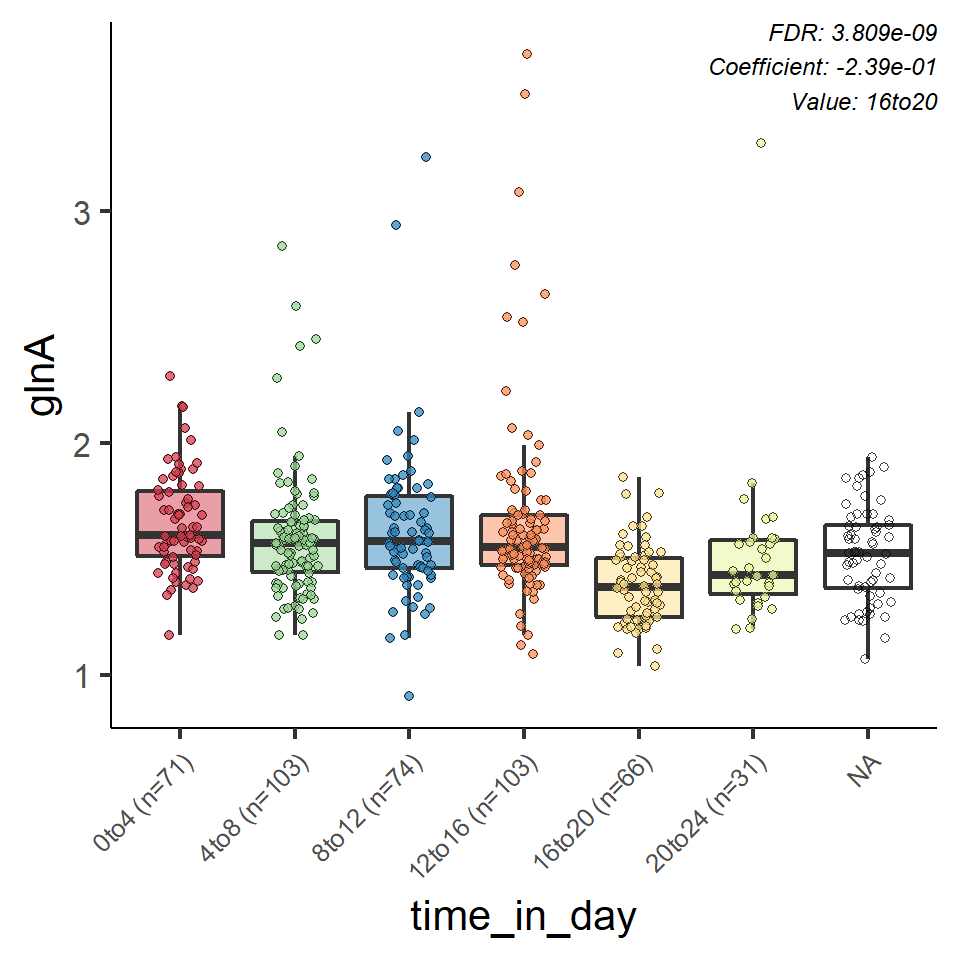 FDR: 3.809e-09
Coefficient: -2.39e-01
Value: 16to20
glnA
3
2
1
0to4 (n=71)
4to8 (n=103)
8to12 (n=74)
12to16 (n=103)
16to20 (n=66)
20to24 (n=31)
NA
time_in_day